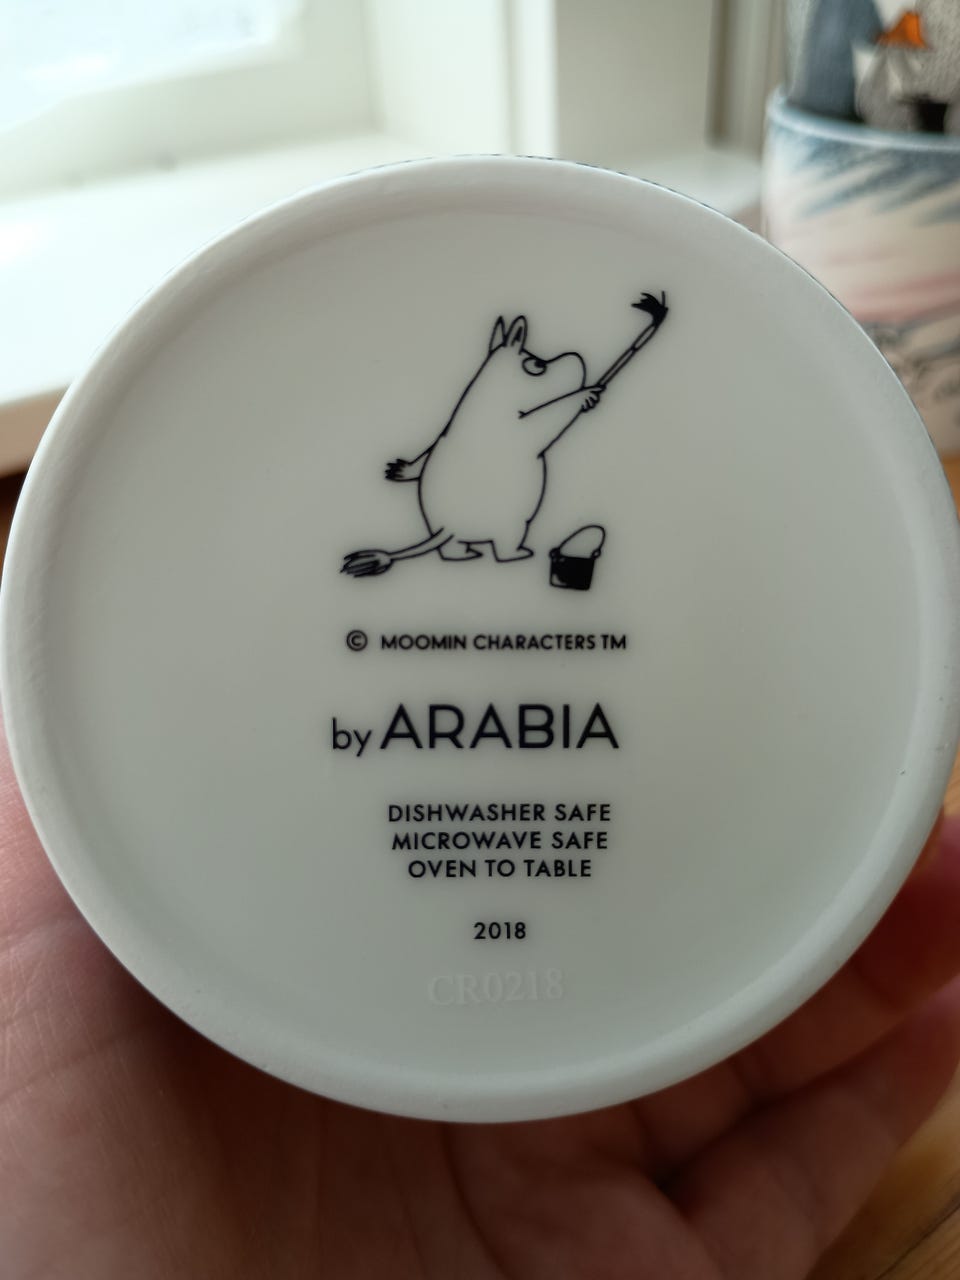 © MOOMIN CHARACTERS TM
by ARABIA
DISHWASHER SAFE
MICROWAVE SAFE
OVEN TO TABLE
2018
CR0218